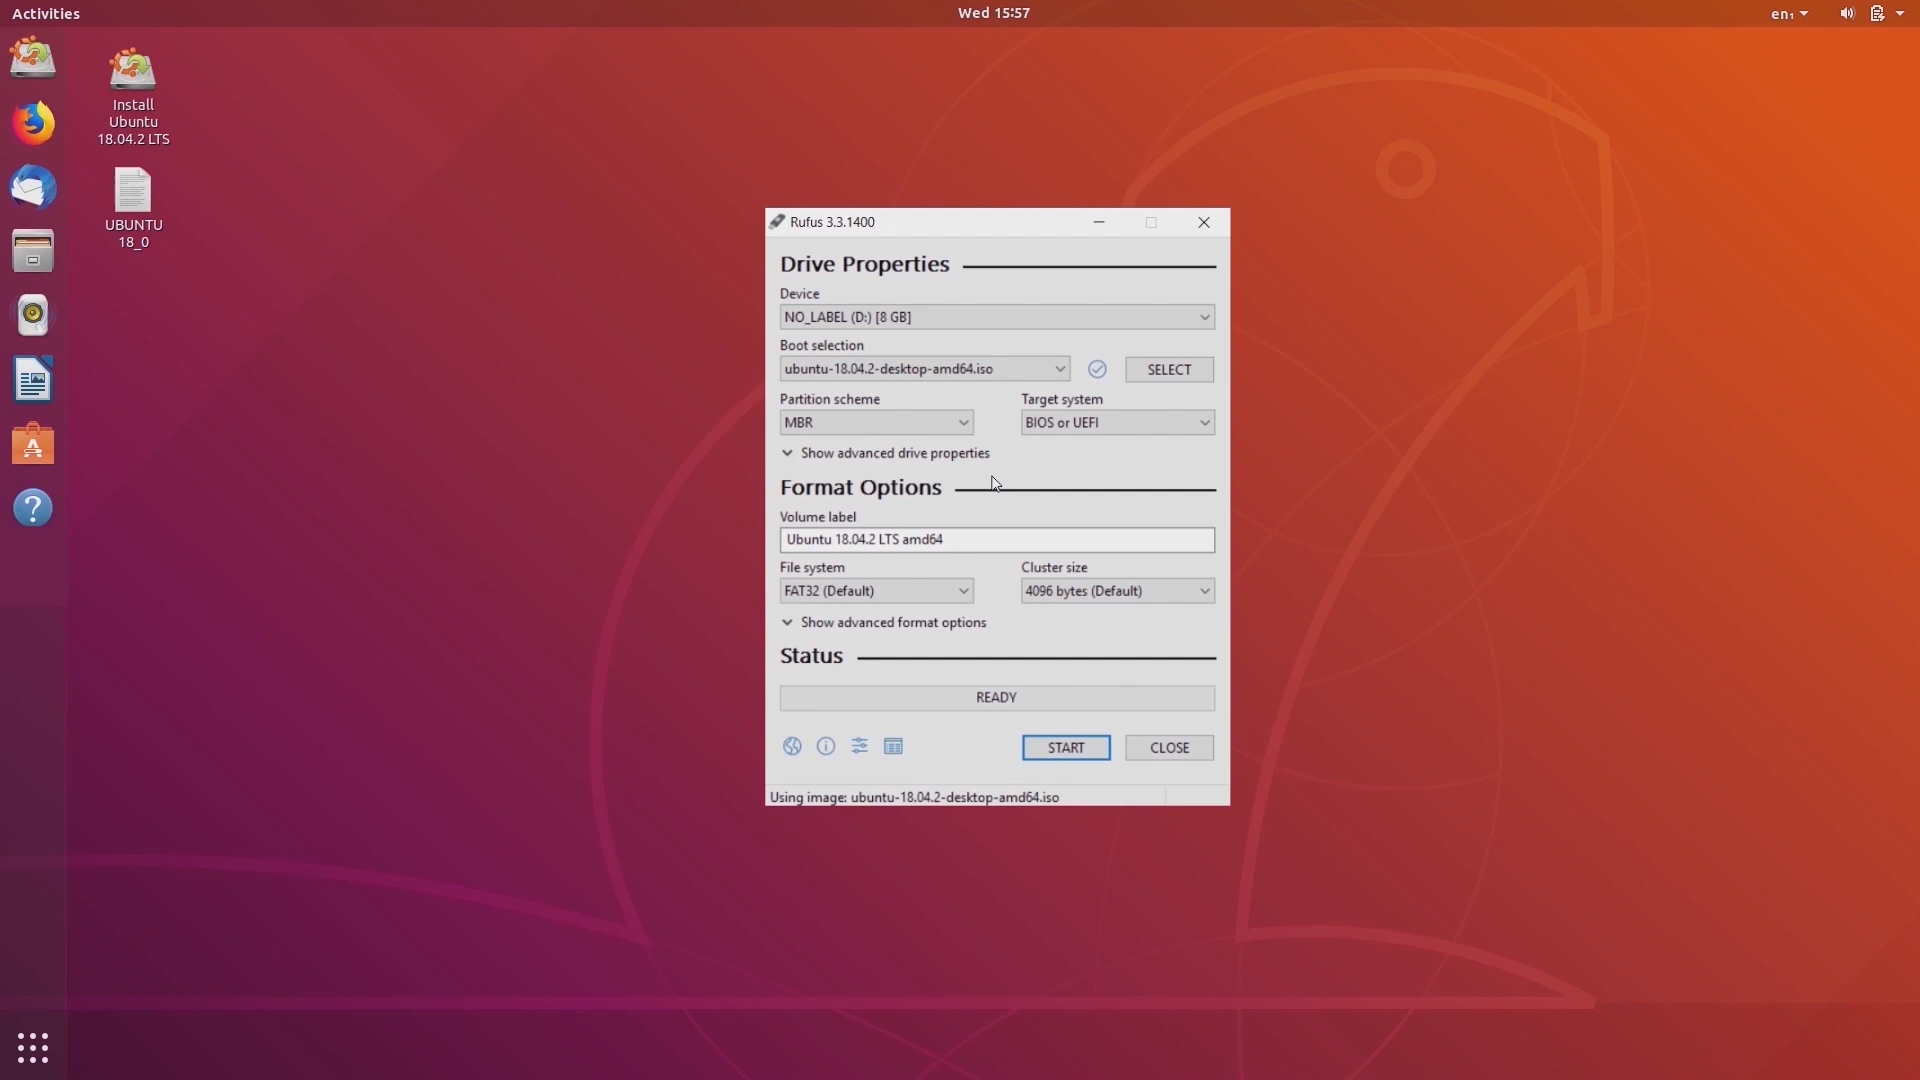 Activities
Wed 15:57
en₁
Install
Ubuntu
18.04.2 LTS
UBUNTU
18_0
Rufus 3.3.1400
Drive Properties
Device
NO_LABEL (D:) [8 GB]
Boot selection
ubuntu-18.04.2-desktop-amd64.iso
SELECT
Partition scheme
Target system
MBR
BIOS or UEFI
Show advanced drive properties
Format Options
Volume label
Ubuntu 18.04.2 LTS amd64
File system
Cluster size
FAT32 (Default)
4096 bytes (Default)
Show advanced format options
Status
READY
START
CLOSE
Using image: ubuntu-18.04.2-desktop-amd64.iso